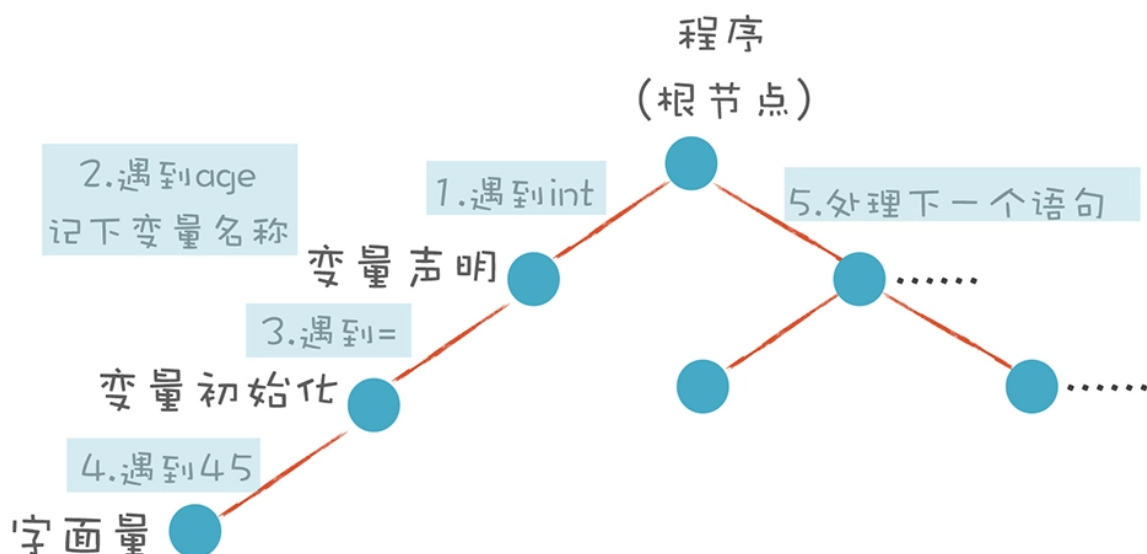 程序
(根节点)
2.遇到age
记下变量名称
1.遇到int
5.处理下一个语句
变量声明
......
3.遇到=
变量初始化
......
4.遇到45
字面量